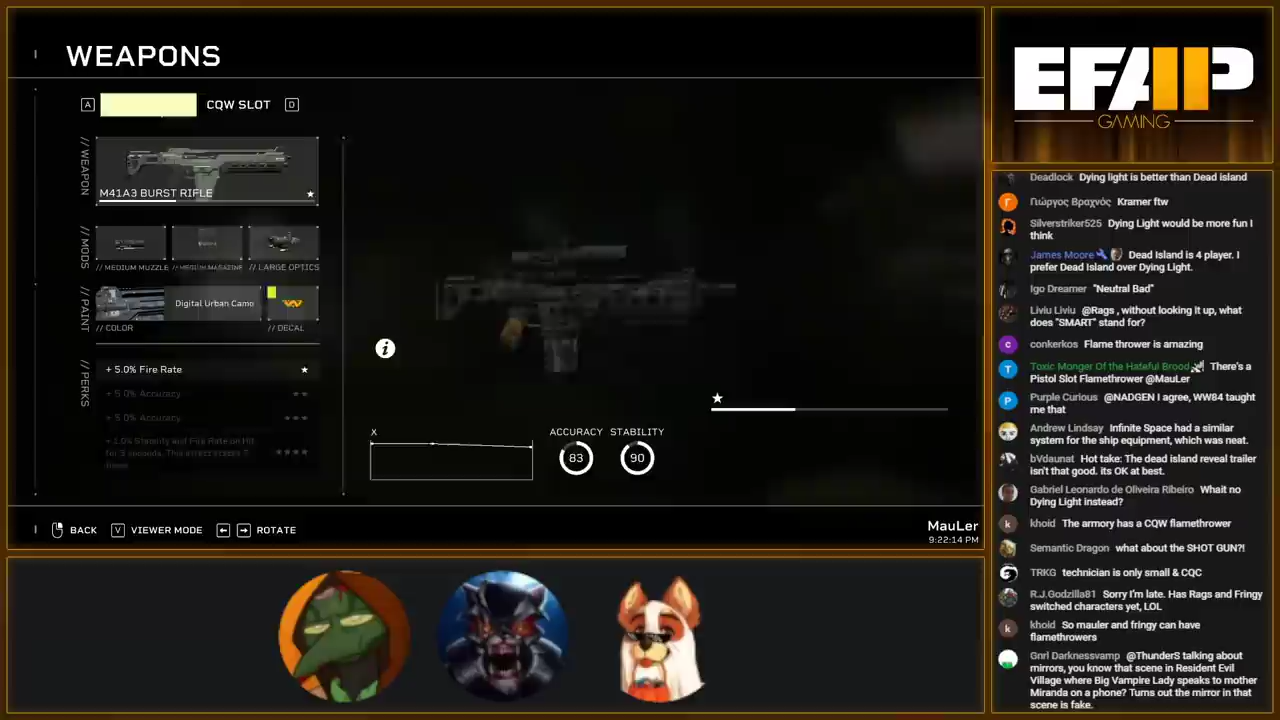 WEAPONS
A
CQW SLOT
D
// WEAPON
M41A3 BURST RIFLE
// MODS
// MEDIUM MUZZLE
// MEDIUM MAGAZINE
// LARGE OPTICS
// PAINT
Digital Urban Camo
// COLOR
// DECAL
// PERKS
+ 5.0% Fire Rate
+ 5.0% Accuracy
+ 5.0% Accuracy
i
X
ACCURACY
83
STABILITY
90
BACK
V
VIEWER MODE
ROTATE
MauLer
9:22:14 PM
EFAP
GAMING
Deadlock Dying light is better than Dead island
Γ
Γιώργος Βραχνός Kramer ftw
Silverstriker525 Dying Light would be more fun I
think
James Moore Dead Island is 4 player. I
prefer Dead Island over Dying Light.
Igo Dreamer "Neutral Bad"
Liviu Liviu @Rags , without looking it up, what
does "SMART" stand for?
c
conkerkos Flame thrower is amazing
T
Toxic Monger Of the Hateful Brood There's a
Pistol Slot Flamethrower @MauLer
P
Purple Curious @NADGEN I agree, WW84 taught
me that
Andrew Lindsay Infinite Space had a similar
system for the ship equipment, which was neat.
bVdaunat Hot take: The dead island reveal trailer
isn't that good. its OK at best.
Gabriel Leonardo de Oliveira Ribeiro Whait no
Dying Light instead?
k
khoid The armory has a CQW flamethrower
Semantic Dragon what about the SHOT GUN?!
TRKG technician is only small & CQC
R.J.Godzilla81 Sorry I'm late. Has Rags and Fringy
switched characters yet, LOL
k
khoid So mauler and fringy can have
flamethrowers
Gnrl Darknessvamp @ThunderS talking about
mirrors, you know that scene in Resident Evil
Village where Big Vampire Lady speaks to mother
Miranda on a phone? Turns out the mirror in that
scene is fake.